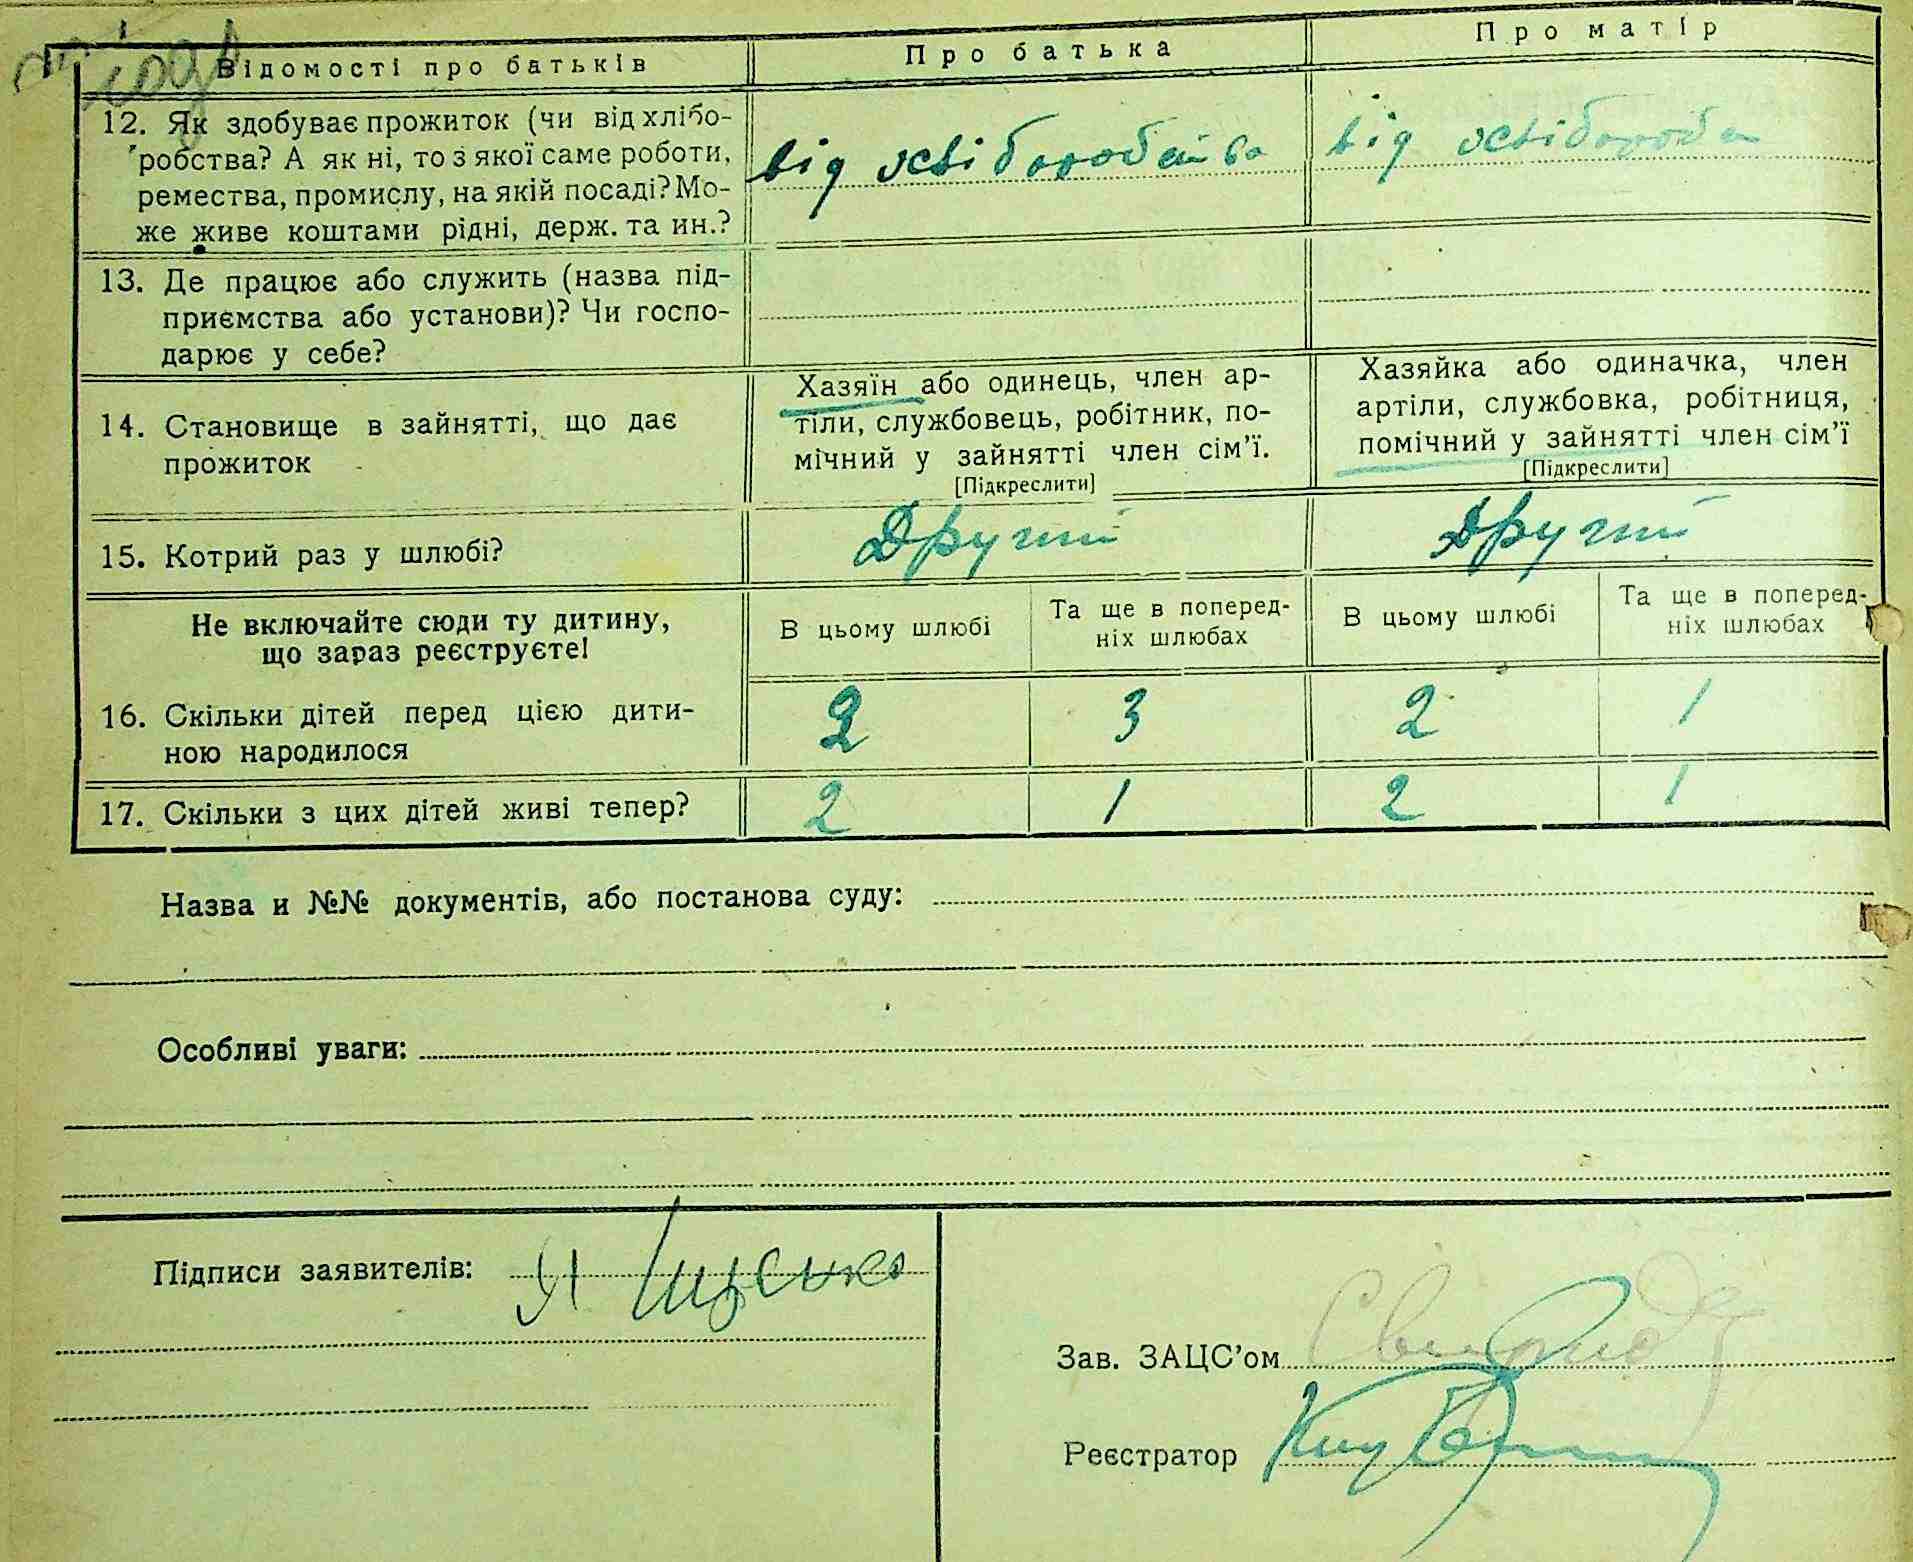 Відомості про батьків
Про батька
Про матір
12. Як здобуває прожиток (чи від хлібо-
робства? А як ні, то з якої саме роботи,
ремества, промислу, на якій посаді? Мо-
же живе коштами рідні, держ. та ин.?
від хліборобства
від хлібороб
13. Де працює або служить (назва під-
приємства або установи)? Чи госпо-
дарює у себе?
14. Становище в зайнятті, що дає
прожиток
Хазяїн або одинець, член ар-
тіли, службовець, робітник, по-
мічний у зайнятті член сім'ї.
[Підкреслити]
Хазяйка або одиначка, член
артіли, службовка, робітниця,
помічний у зайнятті член сім'ї
[Підкреслити]
15. Котрий раз у шлюбі?
Другий
Другий
Не включайте сюди ту дитину,
що зараз реєструєте!
В цьому шлюбі
Та ще в поперед-
ніх шлюбах
В цьому шлюбі
Та ще в поперед-
ніх шлюбах
16. Скільки дітей перед цією дити-
ною народилося
2
3
2
1
17. Скільки з цих дітей живі тепер?
2
1
2
1
Назва и №№ документів, або постанова суду:
Особливі уваги:
Підписи заявителів:
Зав. ЗАЦС'ом
Реєстратор